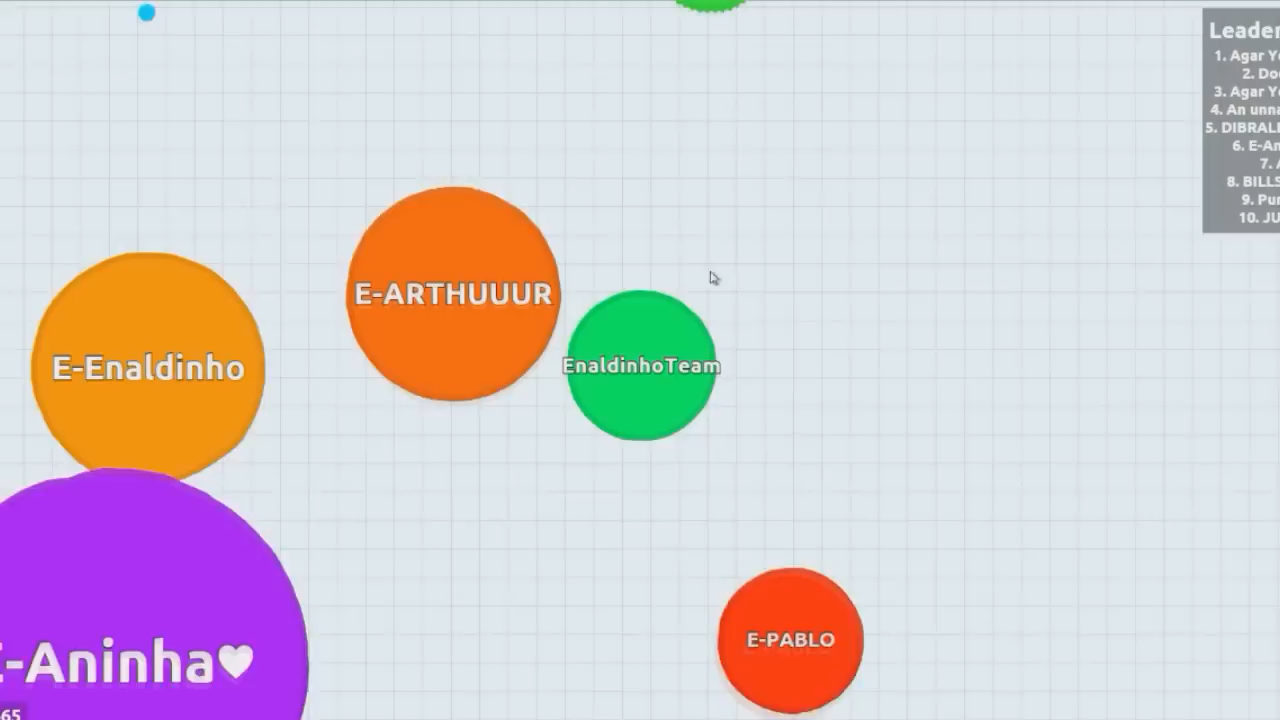 Leader
1. Agar Y
2. Do
3. Agar Y
4. An unna
5. DIBRAL
6. E-An
7. A
8. BILLS
9. Pu
10. JU
E-ARTHUUUR
E-Enaldinho
EnaldinhoTeam
E-PABLO
E-Aninha♥
65